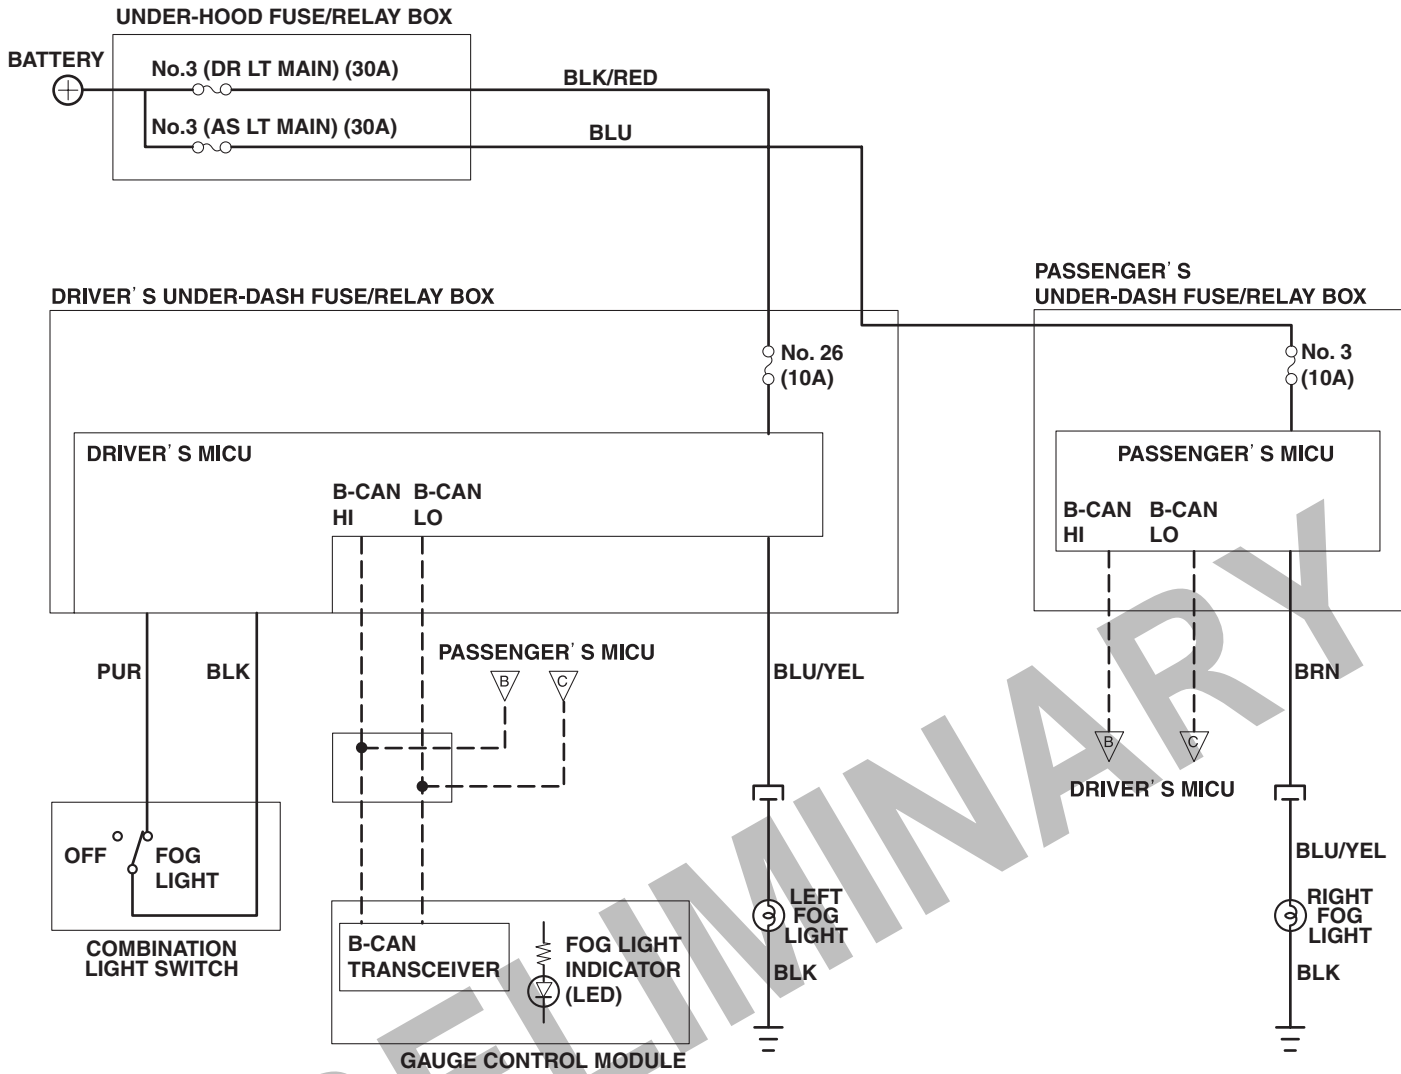 UNDER-HOOD FUSE/RELAY BOX
BATTERY
No.3 (DR LT MAIN) (30A)
BLK/RED
No.3 (AS LT MAIN) (30A)
BLU
DRIVER' S UNDER-DASH FUSE/RELAY BOX
PASSENGER' S
UNDER-DASH FUSE/RELAY BOX
No. 26
(10A)
No. 3
(10A)
DRIVER' S MICU
B-CAN
HI
B-CAN
LO
PASSENGER' S MICU
B-CAN
HI
B-CAN
LO
PUR
BLK
PASSENGER' S MICU
B
C
BLU/YEL
BRN
B
C
DRIVER' S MICU
OFF
FOG
LIGHT
COMBINATION
LIGHT SWITCH
B-CAN
TRANSCEIVER
FOG LIGHT
INDICATOR
(LED)
GAUGE CONTROL MODULE
LEFT
FOG
LIGHT
BLK
BLU/YEL
RIGHT
FOG
LIGHT
BLK
PRELIMINARY